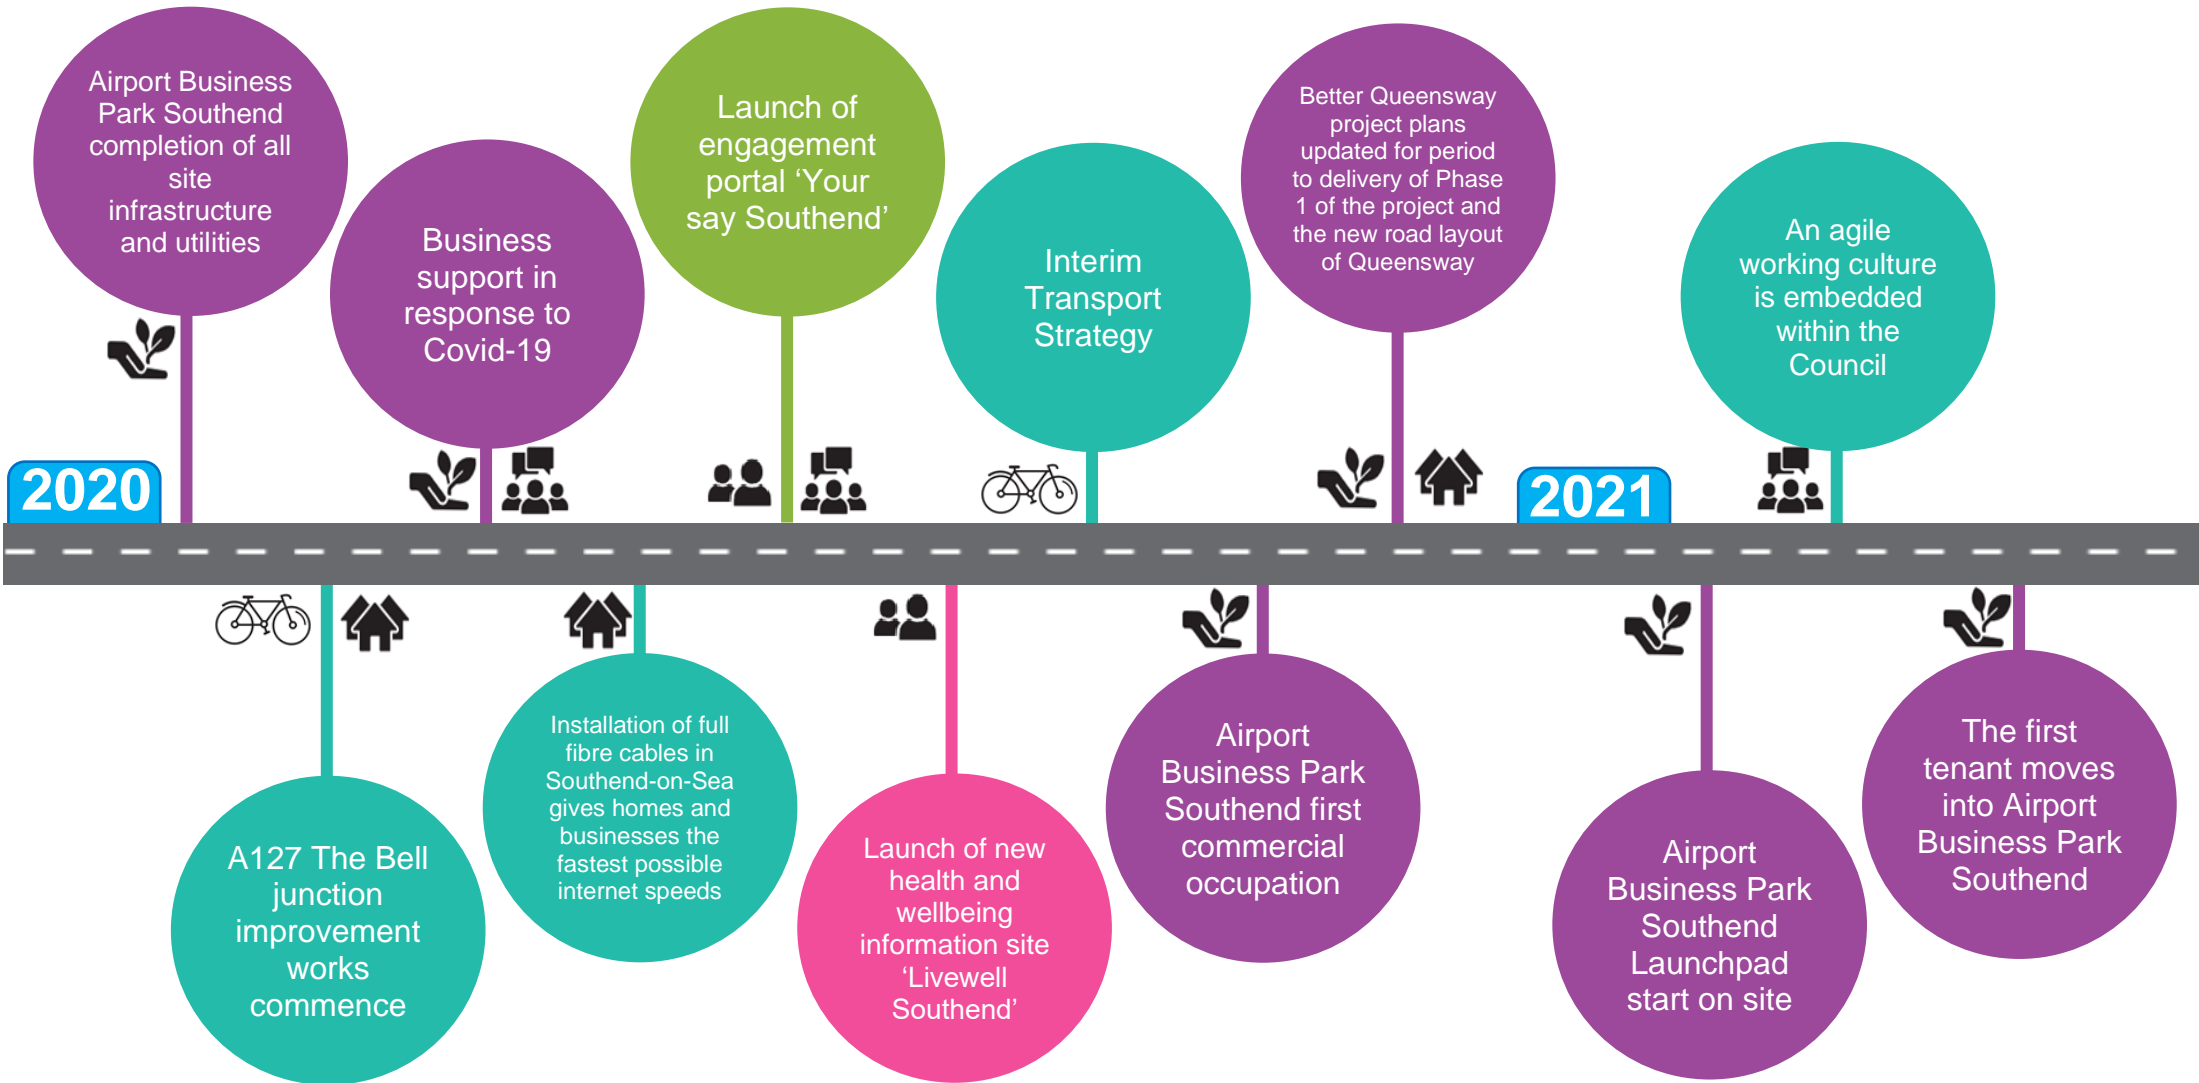 Airport Business
Park Southend
completion of all
site
infrastructure
and utilities
Business
support in
response to
Covid-19
Launch of
engagement
portal ‘Your
say Southend’
Interim
Transport
Strategy
Better Queensway
project plans
updated for period
to delivery of Phase
1 of the project and
the new road layout
of Queensway
An agile
working culture
is embedded
within the
Council
2020
2021
A127 The Bell
junction
improvement
works
commence
Installation of full
fibre cables in
Southend-on-Sea
gives homes and
businesses the
fastest possible
internet speeds
Launch of new
health and
wellbeing
information site
‘Livewell
Southend’
Airport
Business Park
Southend first
commercial
occupation
Airport
Business Park
Southend
Launchpad
start on site
The first
tenant moves
into Airport
Business Park
Southend